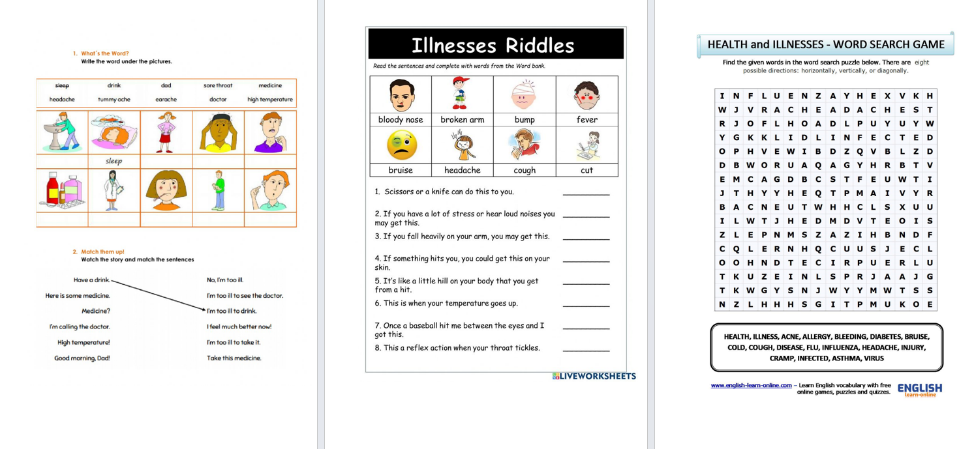 1. What's the Word?
Write the word under the pictures.
sleep drink dad sore throat medicine
headache tummy ache earache doctor high temperature
sleep
2. Match them up!
Watch the story and match the sentences
Have a drink. No, I'm too ill.
Here is some medicine. I'm too ill to see the doctor.
Medicine? I'm too ill to drink.
I'm calling the doctor. I feel much better now!
High temperature! I'm too ill to take it.
Good morning, Dad! Take this medicine.
Illnesses Riddles
Read the sentences and complete with words from the Word bank.
bloody nose broken arm bump fever
bruise headache cough cut
1. Scissors or a knife can do this to you.
2. If you have a lot of stress or hear loud noises you
may get this.
3. If you fall heavily on your arm, you may get this.
4. If something hits you, you could get this on your
skin.
5. It's like a little hill on your body that you get
from a hit.
6. This is when your temperature goes up.
7. Once a baseball hit me between the eyes and I
got this.
8. This a reflex action when your throat tickles.
LIVEWORKSHEETS
HEALTH and ILLNESSES - WORD SEARCH GAME
Find the given words in the word search puzzle below. There are eight
possible directions: horizontally, vertically, or diagonally.
I N F L U E N Z A Y H E X V K H
W J V R A C H E A D A C H E S T
R J O F L H O A D L P U Y U Y W
Y G K K L I D L I N F E C T E D
O P H V E W I B D Z Q V B L Z D
D B W O R U A Q A G Y H R B T V
E M C A G D B C S T F E U W T I
J T H Y Y H E Q T P M A I V Y R
B A C N E U T W H H C L S X U U
I L W T J H E D M D V T E O I S
Z L E P N M S Z A Z I H B N D F
C Q L E R N H Q C U U S J E C L
O O H N D T E C I R P U E R L U
T K U Z E I N L S P R J A A J G
T K W G Y S N J W Y Y M W T S S
N Z L H H H S G I T P M U K O E
HEALTH, ILLNESS, ACNE, ALLERGY, BLEEDING, DIABETES, BRUISE,
COLD, COUGH, DISEASE, FLU, INFLUENZA, HEADACHE, INJURY,
CRAMP, INFECTED, ASTHMA, VIRUS
www.english-learn-online.com – Learn English vocabulary with free
online games, puzzles and quizzes.
ENGLISH
learn-online